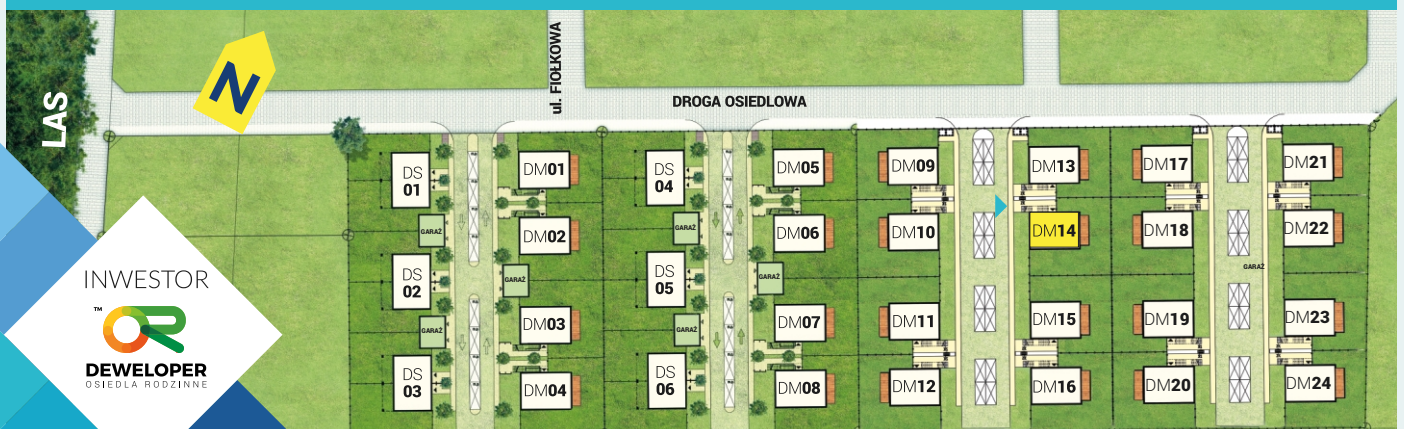 LAS
N
ul. FIOŁKOWA
DROGA OSIEDLOWA
DS
01
DM01
DS
04
DM05
DM09
DM13
DM17
DM21
GARAŻ
DM02
GARAŻ
DM06
DM10
DM14
DM18
DM22
DS
02
GARAŻ
DS
05
GARAŻ
GARAŻ
GARAŻ
DM03
GARAŻ
DM07
DM11
DM15
DM19
DM23
DS
03
DM04
DS
06
DM08
DM12
DM16
DM20
DM24
INWESTOR
™
OR
DEWELOPER
OSIEDLA RODZINNE